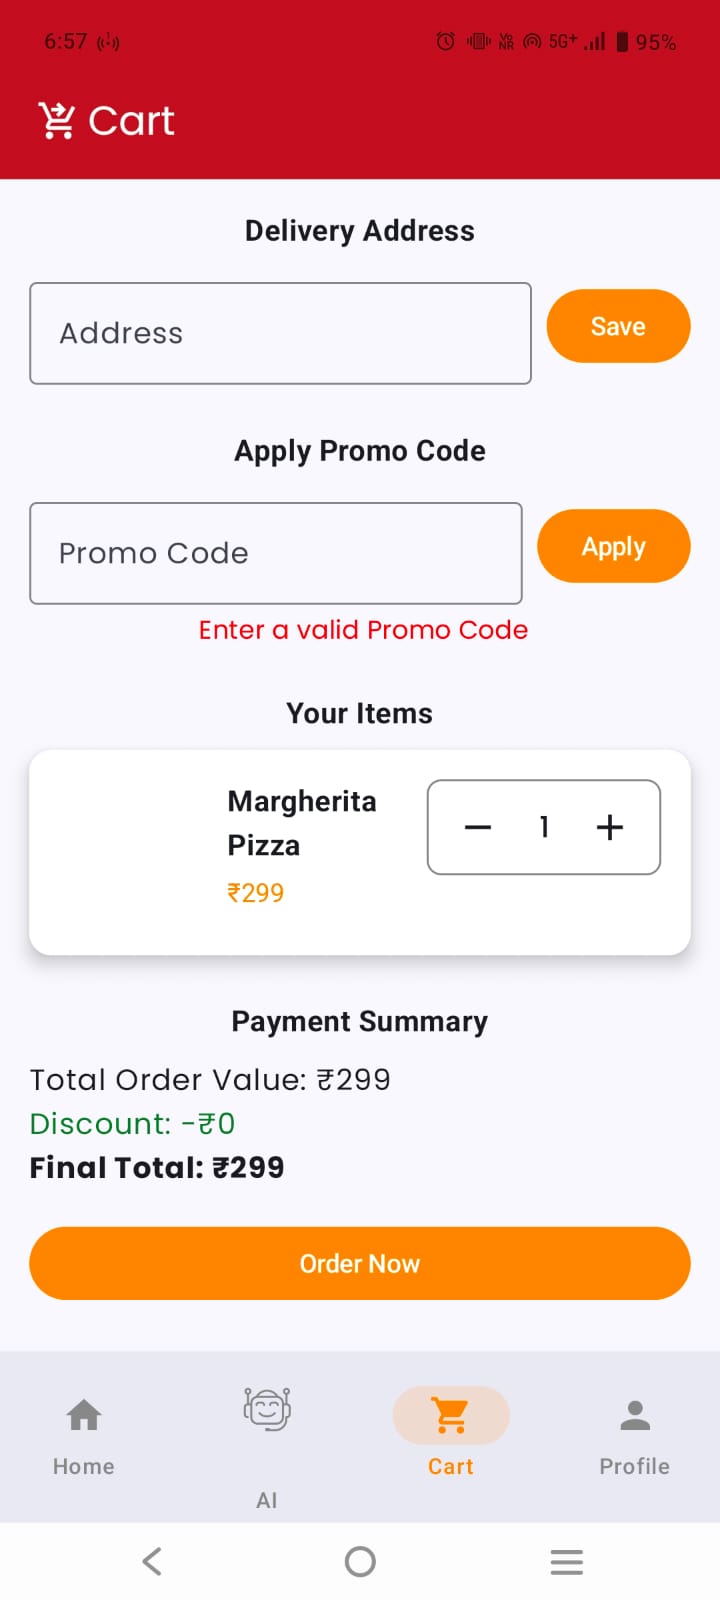 6:57
VoNR 5G+ 95%
Cart
Delivery Address
Address
Save
Apply Promo Code
Promo Code
Apply
Enter a valid Promo Code
Your Items
Margherita
Pizza
₹299
1
Payment Summary
Total Order Value: ₹299
Discount: -₹0
Final Total: ₹299
Order Now
Home
AI
Cart
Profile